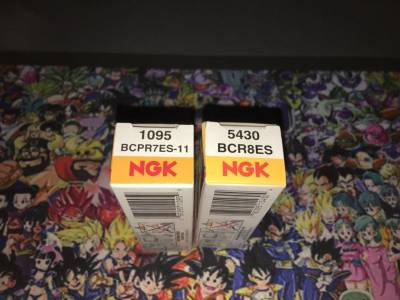 1095
BCPR7ES-11
NGK
5430
BCR8ES
NGK